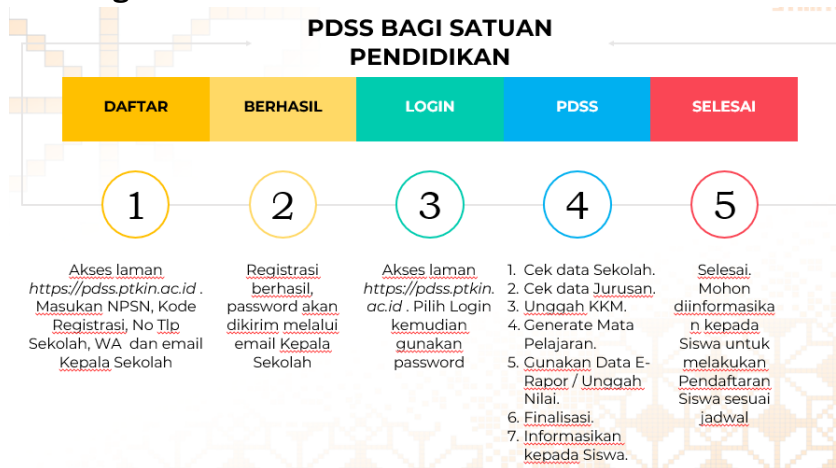 PDSS BAGI SATUAN
PENDIDIKAN
DAFTAR
BERHASIL
LOGIN
PDSS
SELESAI
1
2
3
4
5
Akses laman
https://pdss.ptkin.ac.id .
Masukan NPSN, Kode
Registrasi, No Tlp
Sekolah, WA dan email
Kepala Sekolah
Registrasi
berhasil,
password akan
dikirim melalui
email Kepala
Sekolah
Akses laman
https://pdss.ptkin.
ac.id . Pilih Login
kemudian
gunakan
password
1. Cek data Sekolah.
2. Cek data Jurusan.
3. Unggah KKM.
4. Generate Mata
Pelajaran.
5. Gunakan Data E-
Rapor / Unggah
Nilai.
6. Finalisasi.
7. Informasikan
kepada Siswa.
Selesai.
Mohon
diinformasika
n kepada
Siswa untuk
melakukan
Pendaftaran
Siswa sesuai
jadwal